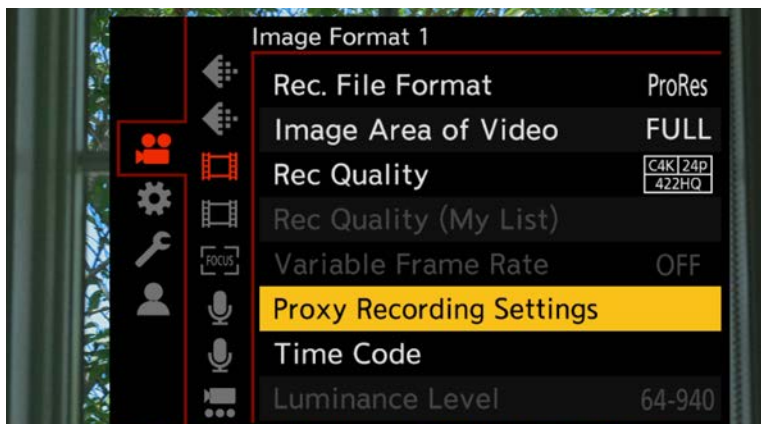 Image Format 1
Rec. File Format ProRes
Image Area of Video FULL
Rec Quality C4K 24p 422HQ
Rec Quality (My List)
FOCUS Variable Frame Rate OFF
Proxy Recording Settings
Time Code
Luminance Level 64-940